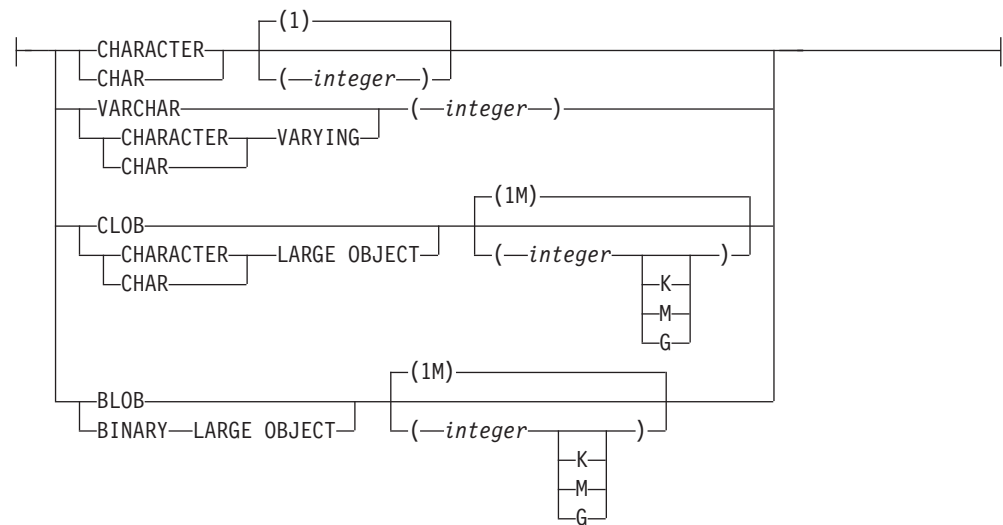 (1)
CHARACTER
CHAR ( integer )
VARCHAR ( integer )
CHARACTER VARYING
CHAR
(1M)
CLOB
CHARACTER LARGE OBJECT ( integer )
CHAR K
M
G
(1M)
BLOB
BINARY LARGE OBJECT ( integer )
K
M
G